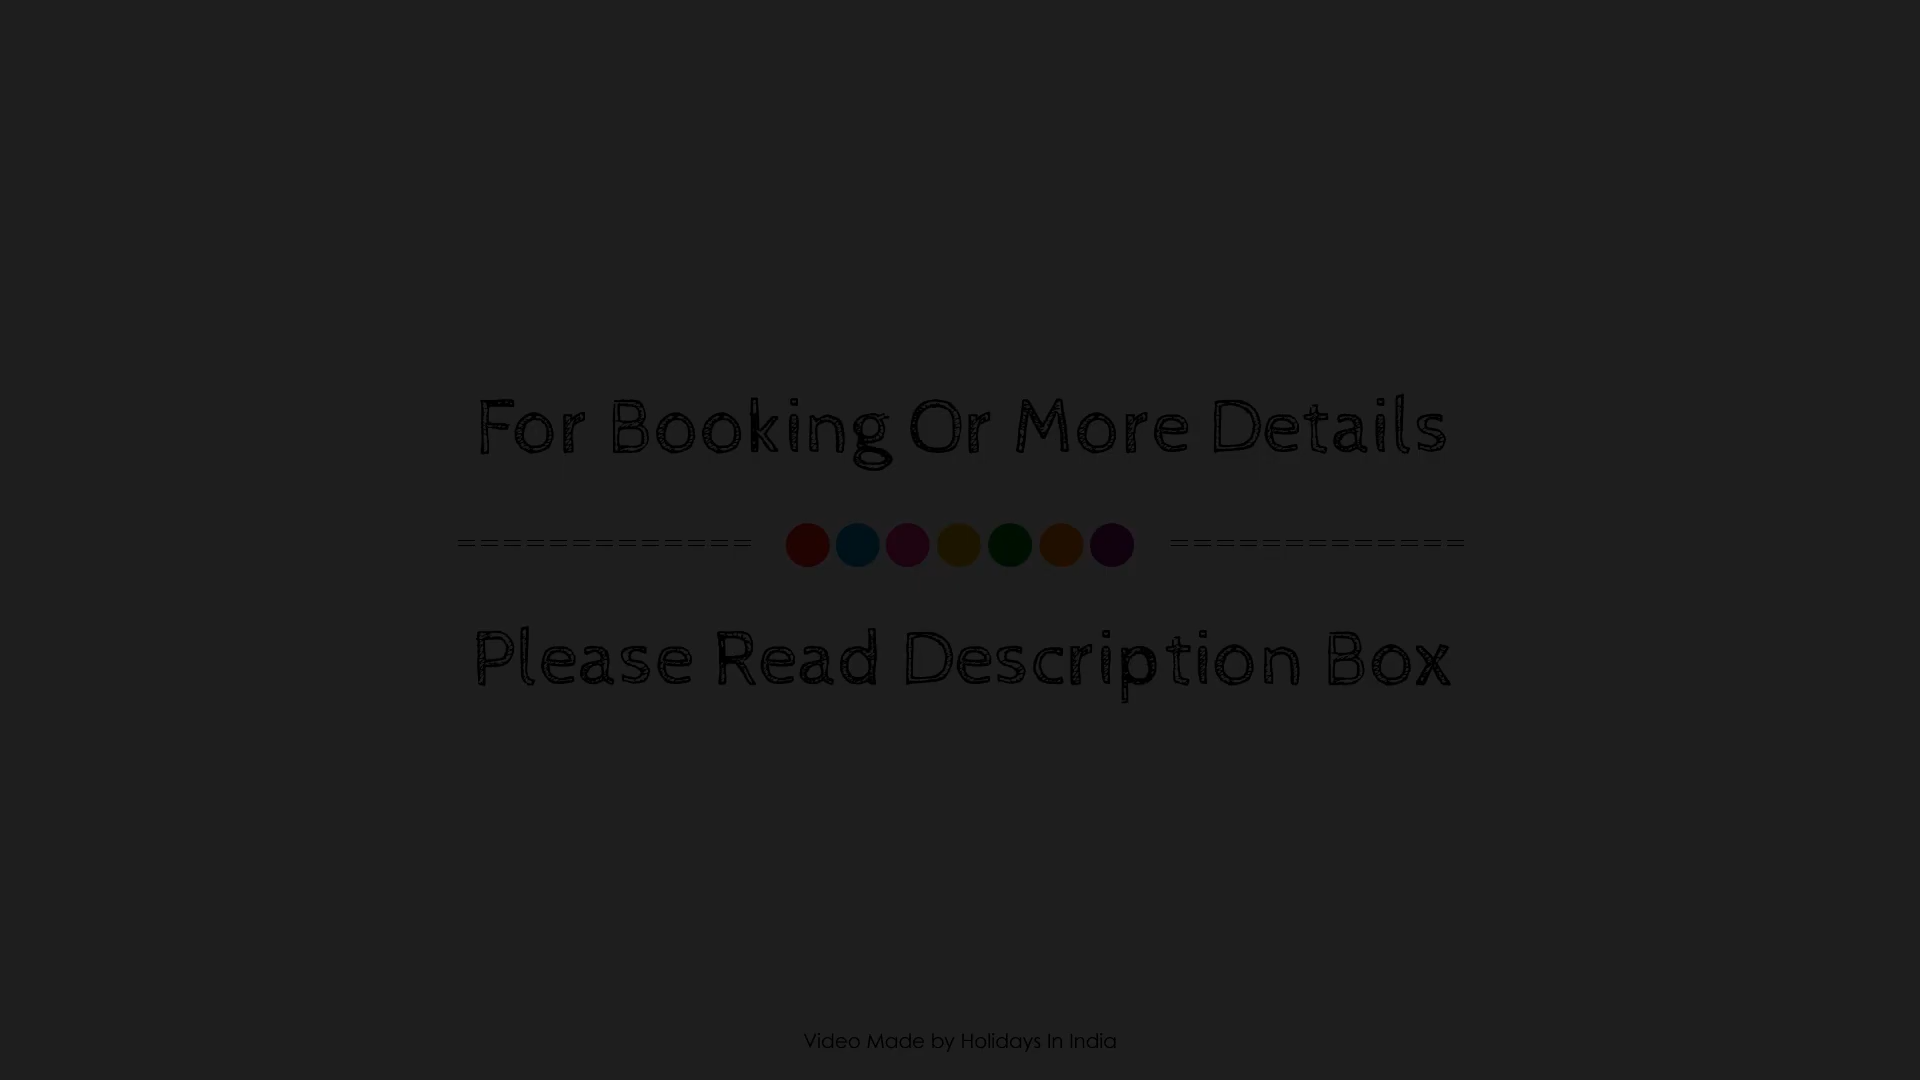 For Booking Or More Details
============= =============
Please Read Description Box
Video Made by Holidays In India